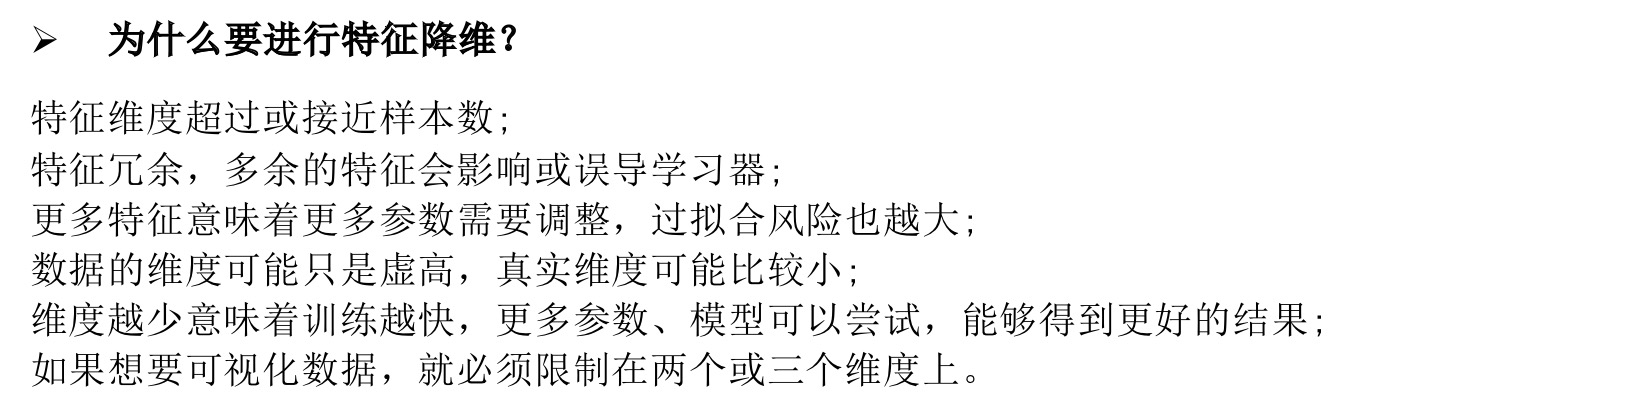 ➢ 为什么要进行特征降维？
特征维度超过或接近样本数;
特征冗余，多余的特征会影响或误导学习器;
更多特征意味着更多参数需要调整，过拟合风险也越大;
数据的维度可能只是虚高，真实维度可能比较小;
维度越少意味着训练越快，更多参数、模型可以尝试，能够得到更好的结果;
如果想要可视化数据，就必须限制在两个或三个维度上。